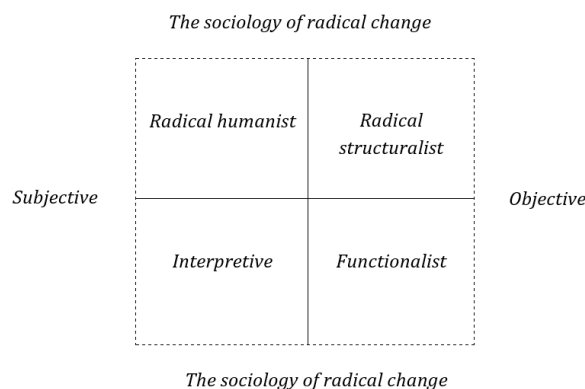 The sociology of radical change
Radical humanist
Radical
structuralist
Subjective
Objective
Interpretive
Functionalist
The sociology of radical change